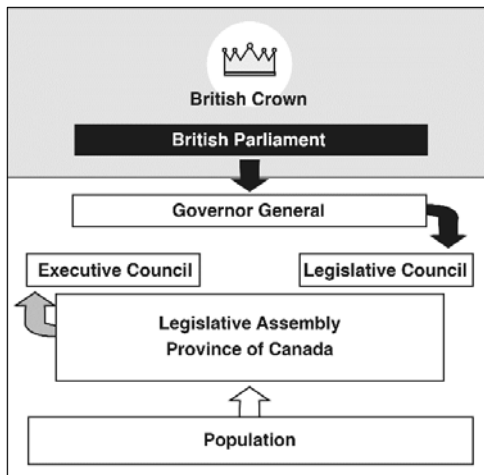 British Crown
British Parliament
Governor General
Executive Council
Legislative Council
Legislative Assembly
Province of Canada
Population